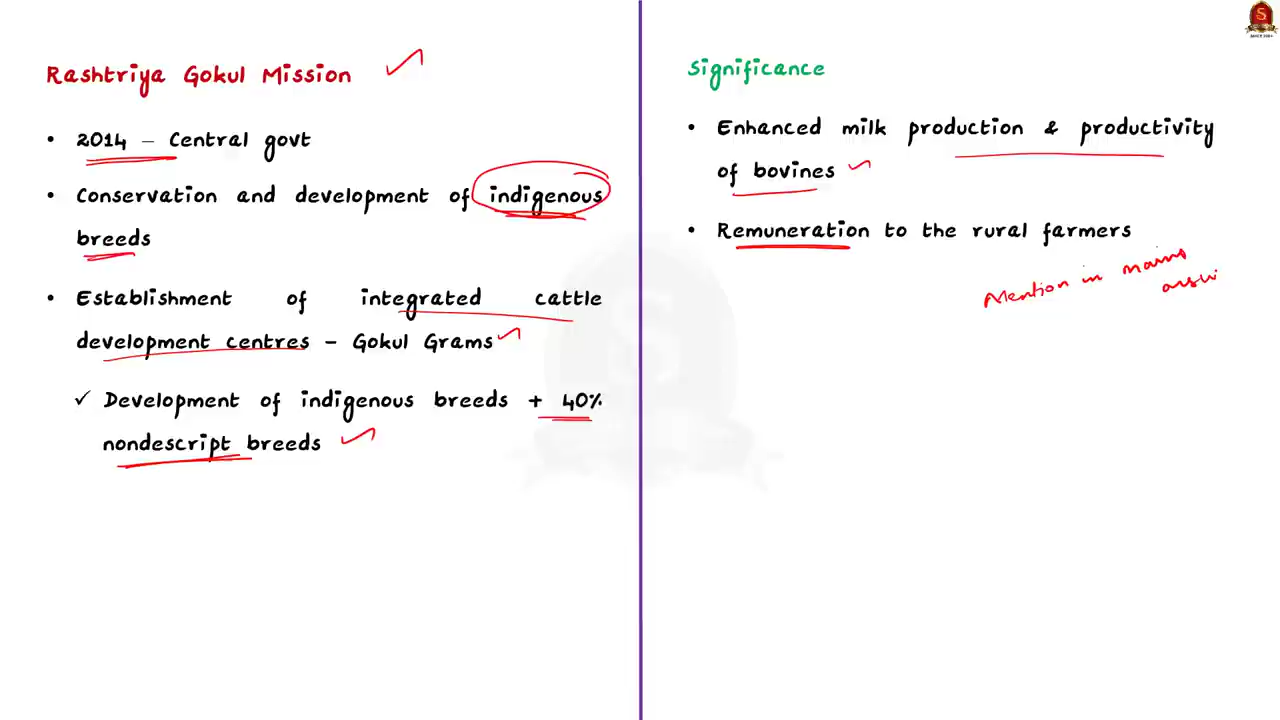 Rashtriya Gokul Mission
• 2014 – Central govt
• Conservation and development of indigenous
breeds
• Establishment of integrated cattle
development centres – Gokul Grams
✓ Development of indigenous breeds + 40%
nondescript breeds
Significance
• Enhanced milk production & productivity
of bovines
• Remuneration to the rural farmers
Mention in mains
S